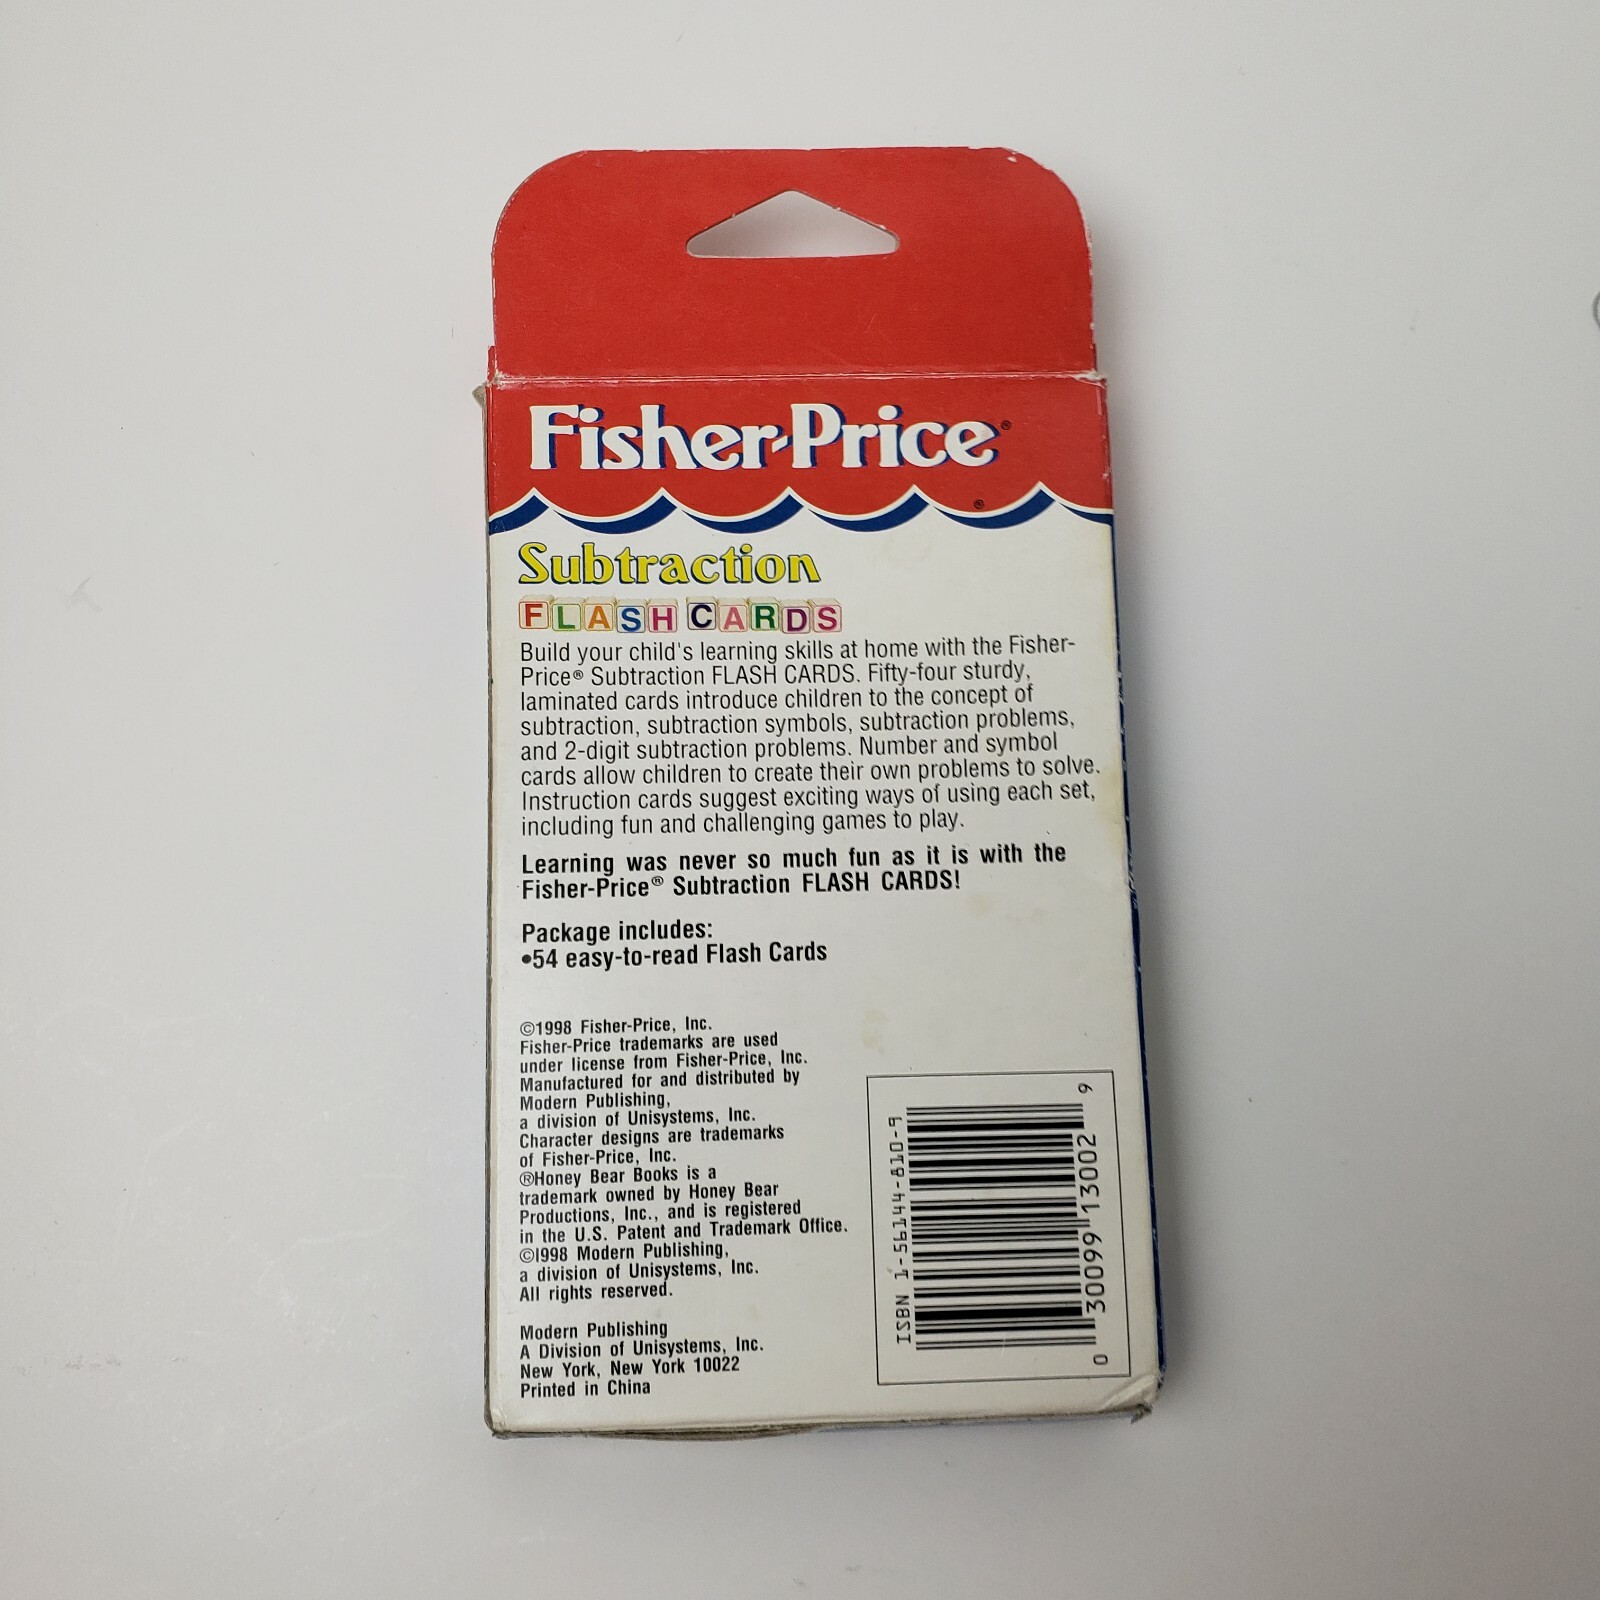 Fisher-Price®
®
Subtraction
FLASH CARDS
Build your child's learning skills at home with the Fisher-
Price® Subtraction FLASH CARDS. Fifty-four sturdy,
laminated cards introduce children to the concept of
subtraction, subtraction symbols, subtraction problems,
and 2-digit subtraction problems. Number and symbol
cards allow children to create their own problems to solve.
Instruction cards suggest exciting ways of using each set,
including fun and challenging games to play.
Learning was never so much fun as it is with the
Fisher-Price® Subtraction FLASH CARDS!
Package includes:
•54 easy-to-read Flash Cards
©1998 Fisher-Price, Inc.
Fisher-Price trademarks are used
under license from Fisher-Price, Inc.
Manufactured for and distributed by
Modern Publishing,
a division of Unisystems, Inc.
Character designs are trademarks
of Fisher-Price, Inc.
®Honey Bear Books is a
trademark owned by Honey Bear
Productions, Inc., and is registered
in the U.S. Patent and Trademark Office.
©1998 Modern Publishing,
a division of Unisystems, Inc.
All rights reserved.
Modern Publishing
A Division of Unisystems, Inc.
New York, New York 10022
Printed in China
ISBN 1-56144-810-9
0 30099 13002 9